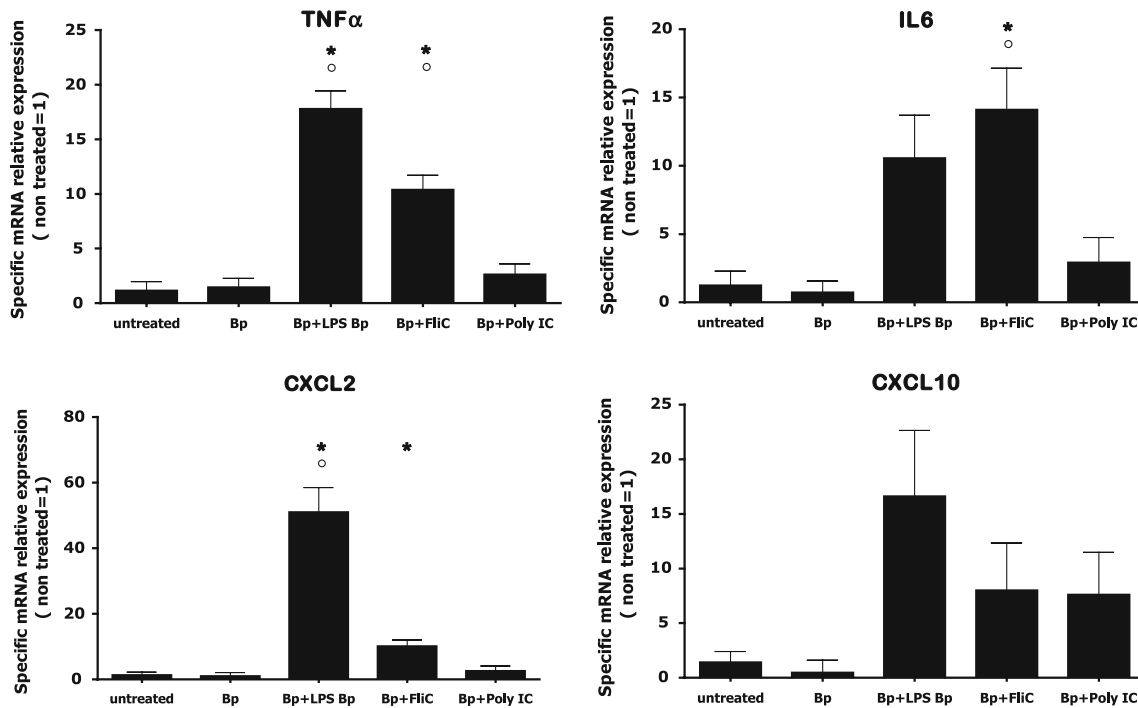 TNFα
Specific mRNA relative expression
( non treated=1)
25
20
15
10
5
0
*
○
*
○
untreated Bp Bp+LPS Bp Bp+FliC Bp+Poly IC
IL6
Specific mRNA relative expression
( non treated=1)
20
15
10
5
0
*
○
untreated Bp Bp+LPS Bp Bp+FliC Bp+Poly IC
CXCL2
Specific mRNA relative expression
( non treated=1)
80
60
40
20
0
*
○
*
untreated Bp Bp+LPS Bp Bp+FliC Bp+Poly IC
CXCL10
Specific mRNA relative expression
( non treated=1)
25
20
15
10
5
0
untreated Bp Bp+LPS Bp Bp+FliC Bp+Poly IC